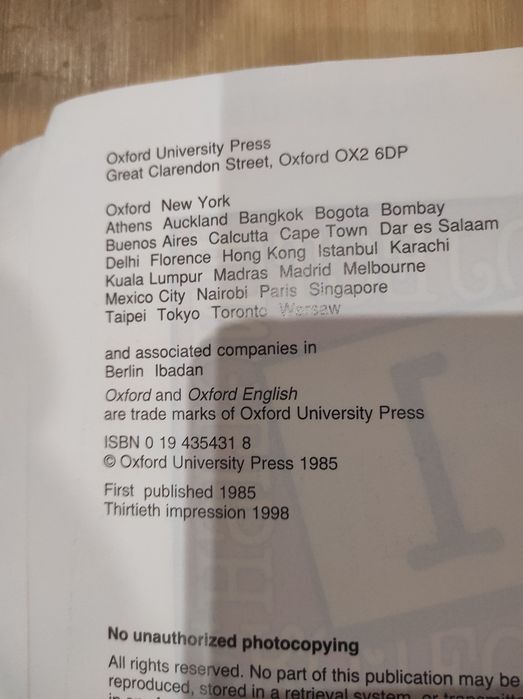 Oxford University Press
Great Clarendon Street, Oxford OX2 6DP
Oxford New York
Athens Auckland Bangkok Bogota Bombay
Buenos Aires Calcutta Cape Town Dar es Salaam
Delhi Florence Hong Kong Istanbul Karachi
Kuala Lumpur Madras Madrid Melbourne
Mexico City Nairobi Paris Singapore
Taipei Tokyo Toronto Warsaw
and associated companies in
Berlin Ibadan
Oxford and Oxford English
are trade marks of Oxford University Press
ISBN 0 19 435431 8
© Oxford University Press 1985
First published 1985
Thirtieth impression 1998
No unauthorized photocopying
All rights reserved. No part of this publication may be
reproduced, stored in a retrieval system, or